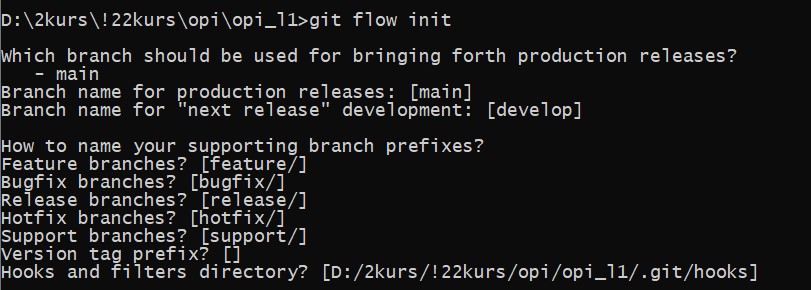 D:\2kurs\!22kurs\opi\opi_l1>git flow init
Which branch should be used for bringing forth production releases?
- main
Branch name for production releases: [main]
Branch name for "next release" development: [develop]
How to name your supporting branch prefixes?
Feature branches? [feature/]
Bugfix branches? [bugfix/]
Release branches? [release/]
Hotfix branches? [hotfix/]
Support branches? [support/]
Version tag prefix? []
Hooks and filters directory? [D:/2kurs/!22kurs/opi/opi_l1/.git/hooks]